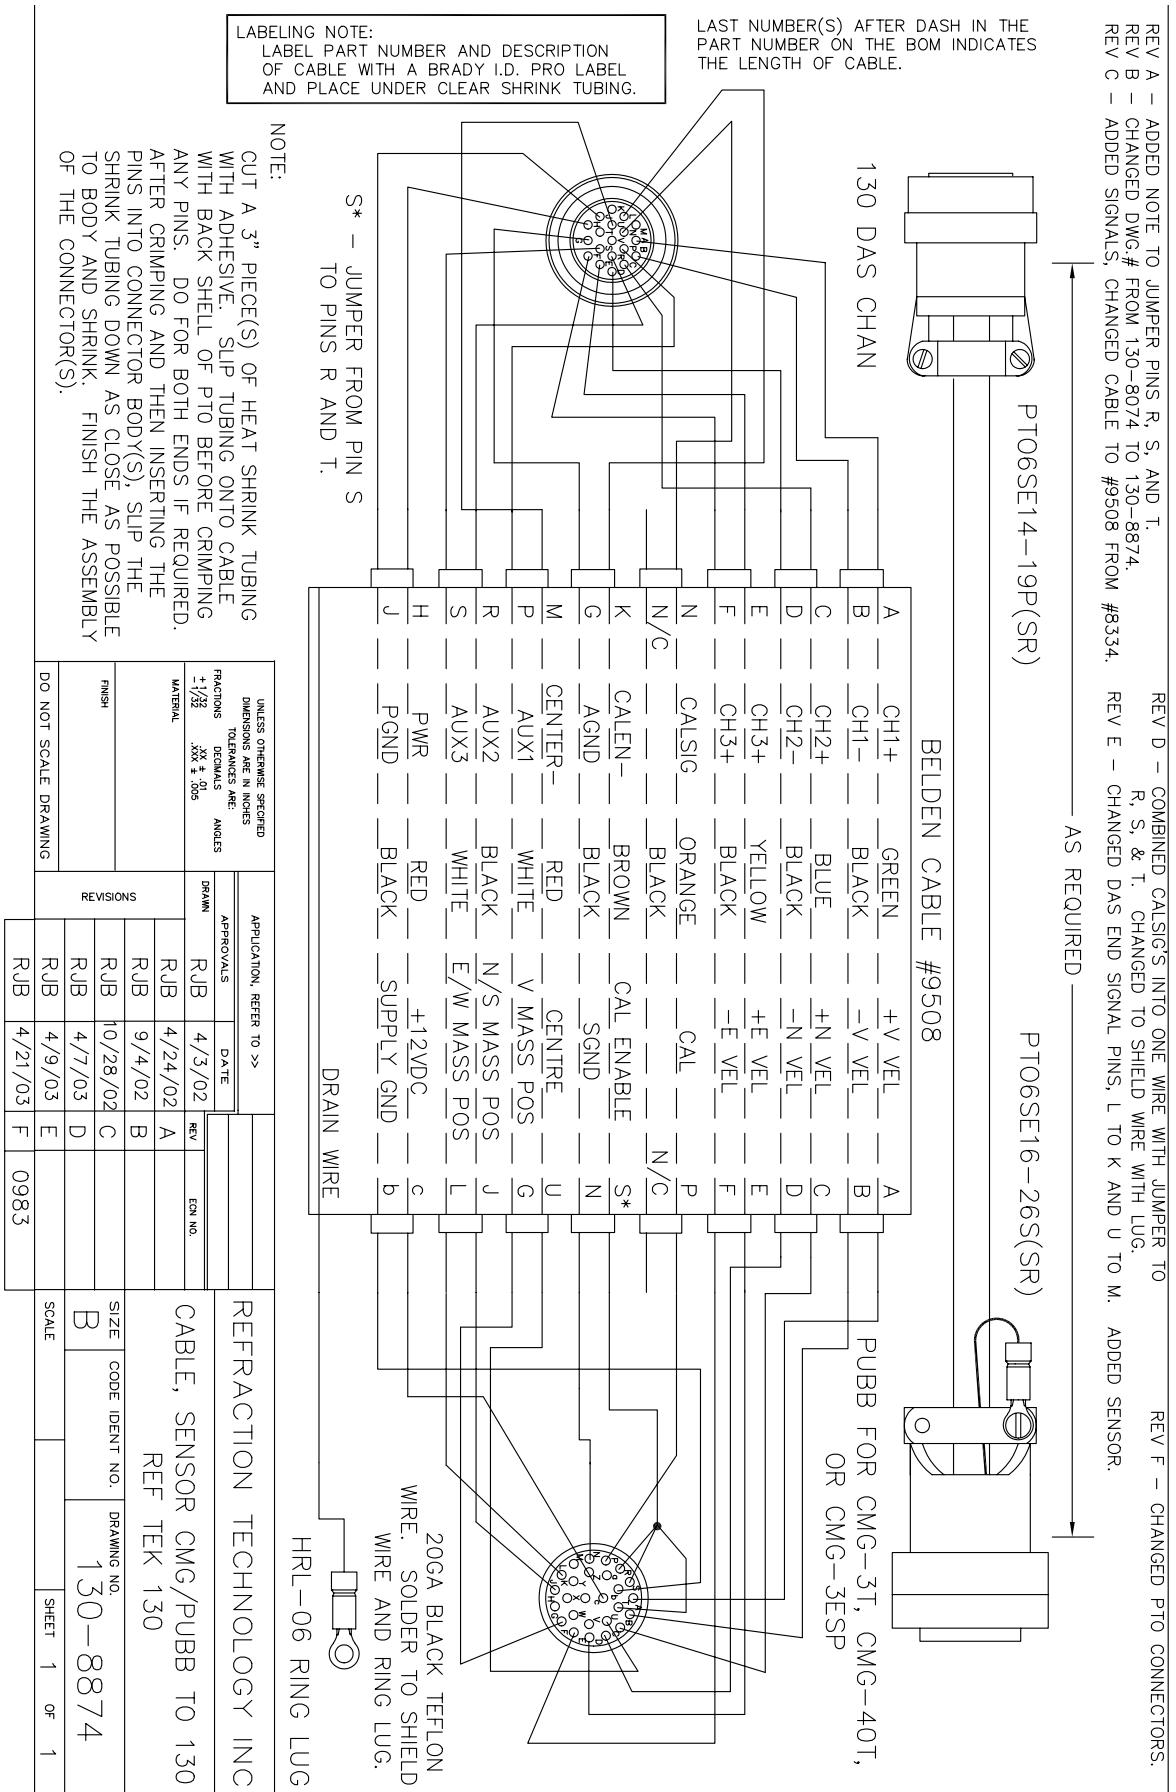 LABELING NOTE:
LABEL PART NUMBER AND DESCRIPTION
OF CABLE WITH A BRADY I.D. PRO LABEL
AND PLACE UNDER CLEAR SHRINK TUBING.
LAST NUMBER(S) AFTER DASH IN THE
PART NUMBER ON THE BOM INDICATES
THE LENGTH OF CABLE.
REV A – ADDED NOTE TO JUMPER PINS R, S, AND T.
REV B – CHANGED DWG.# FROM 130–8074 TO 130–8874.
REV C – ADDED SIGNALS, CHANGED CABLE TO #9508 FROM #8334.
REV D – COMBINED CALSIG'S INTO ONE WIRE WITH JUMPER TO
R, S, & T. CHANGED TO SHIELD WIRE WITH LUG.
REV E – CHANGED DAS END SIGNAL PINS, L TO K AND U TO M. ADDED SENSOR.
REV F – CHANGED PTO CONNECTORS.
AS REQUIRED
PT06SE14–19P(SR)
PT06SE16–26S(SR)
130 DAS CHAN
PUBB FOR CMG–3T, CMG–40T,
OR CMG–3ESP
BELDEN CABLE #9508
A CH1+ GREEN +V VEL A
B CH1– BLACK –V VEL B
C CH2+ BLUE +N VEL C
D CH2– BLACK –N VEL D
E CH3+ YELLOW +E VEL E
F CH3+ BLACK –E VEL F
N CALSIG ORANGE CAL P
N/C BLACK N/C
K CALEN– BROWN CAL ENABLE S*
G AGND BLACK SGND N
M CENTER– RED CENTRE U
P AUX1 WHITE V MASS POS G
R AUX2 BLACK N/S MASS POS J
S AUX3 WHITE E/W MASS POS L
H PWR RED +12VDC c
J PGND BLACK SUPPLY GND b
DRAIN WIRE
S* – JUMPER FROM PIN S
TO PINS R AND T.
20GA BLACK TEFLON
WIRE. SOLDER TO SHIELD
WIRE AND RING LUG.
HRL–06 RING LUG
NOTE:
CUT A 3" PIECE(S) OF HEAT SHRINK TUBING
WITH ADHESIVE. SLIP TUBING ONTO CABLE
WITH BACK SHELL OF PTO BEFORE CRIMPING
ANY PINS. DO FOR BOTH ENDS IF REQUIRED.
AFTER CRIMPING AND THEN INSERTING THE
PINS INTO CONNECTOR BODY(S), SLIP THE
SHRINK TUBING DOWN AS CLOSE AS POSSIBLE
TO BODY AND SHRINK. FINISH THE ASSEMBLY
OF THE CONNECTOR(S).
UNLESS OTHERWISE SPECIFIED
DIMENSIONS ARE IN INCHES
TOLERANCES ARE:
FRACTIONS DECIMALS ANGLES
+1/32 .XX ± .01
–1/32 .XXX ± .005
MATERIAL
FINISH
DO NOT SCALE DRAWING
APPLICATION, REFER TO >>
APPROVALS DATE
DRAWN RJB 4/3/02 REV ECN NO.
REVISIONS
RJB 4/24/02 A
RJB 9/4/02 B
RJB 10/28/02 C
RJB 4/7/03 D
RJB 4/9/03 E
RJB 4/21/03 F 0983
REFRACTION TECHNOLOGY INC
CABLE, SENSOR CMG/PUBB TO 130
REF TEK 130
SIZE B
CODE IDENT NO.
DRAWING NO. 130–8874
SCALE
SHEET 1 OF 1